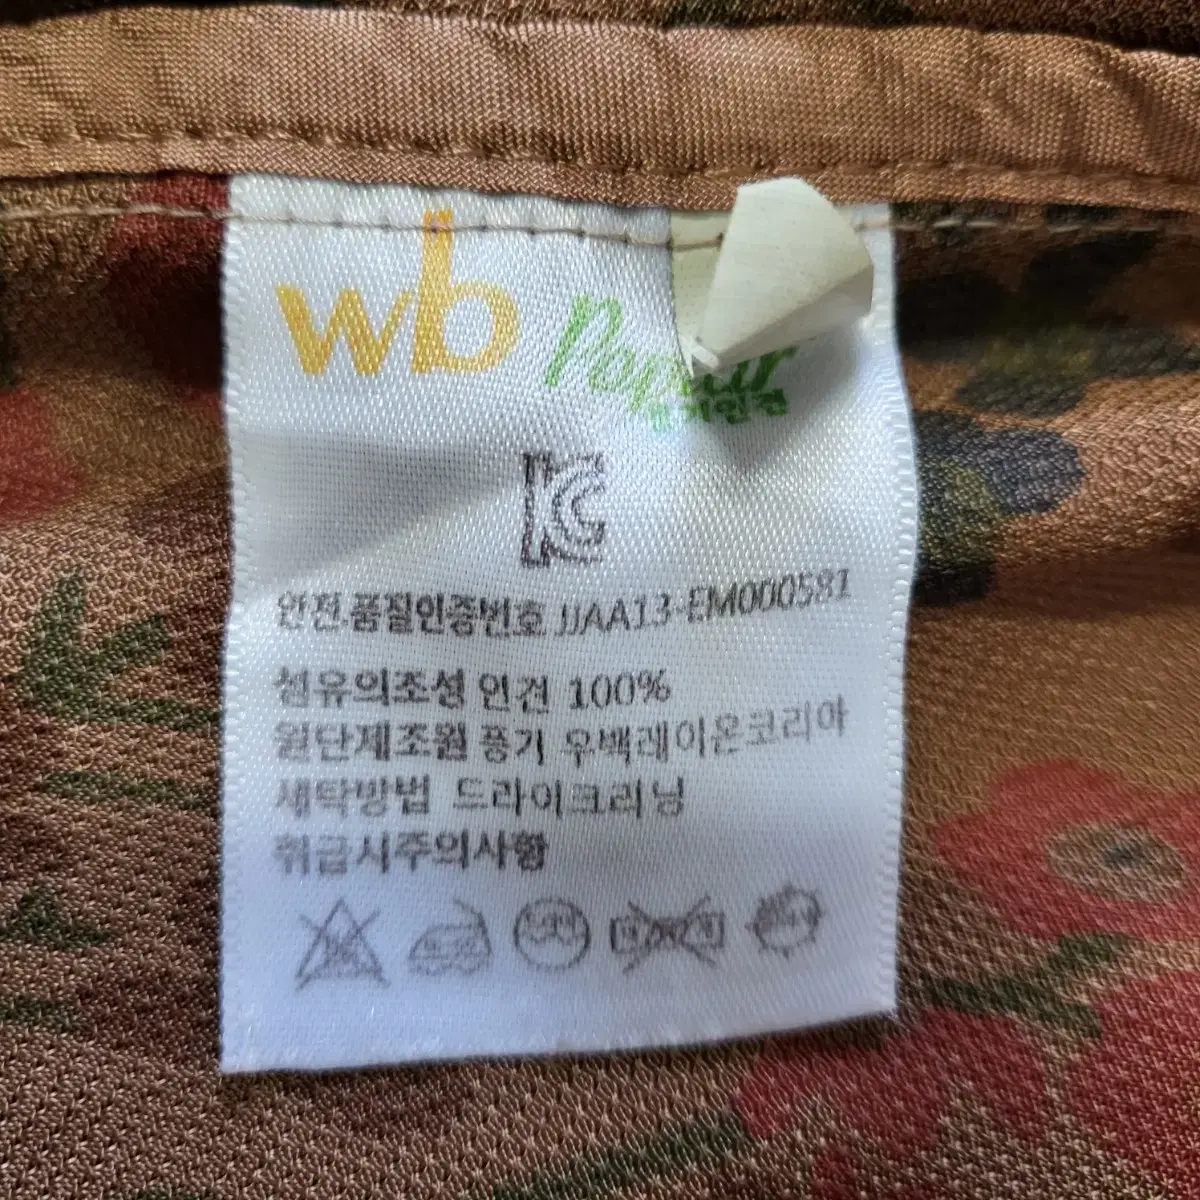 wb
KC
안전.품질인증번호 JJAA13-EM000581
섬유의조성 인견 100%
원단제조원 풍기 우백레이온코리아
세탁방법 드라이크리닝
취급시주의사항